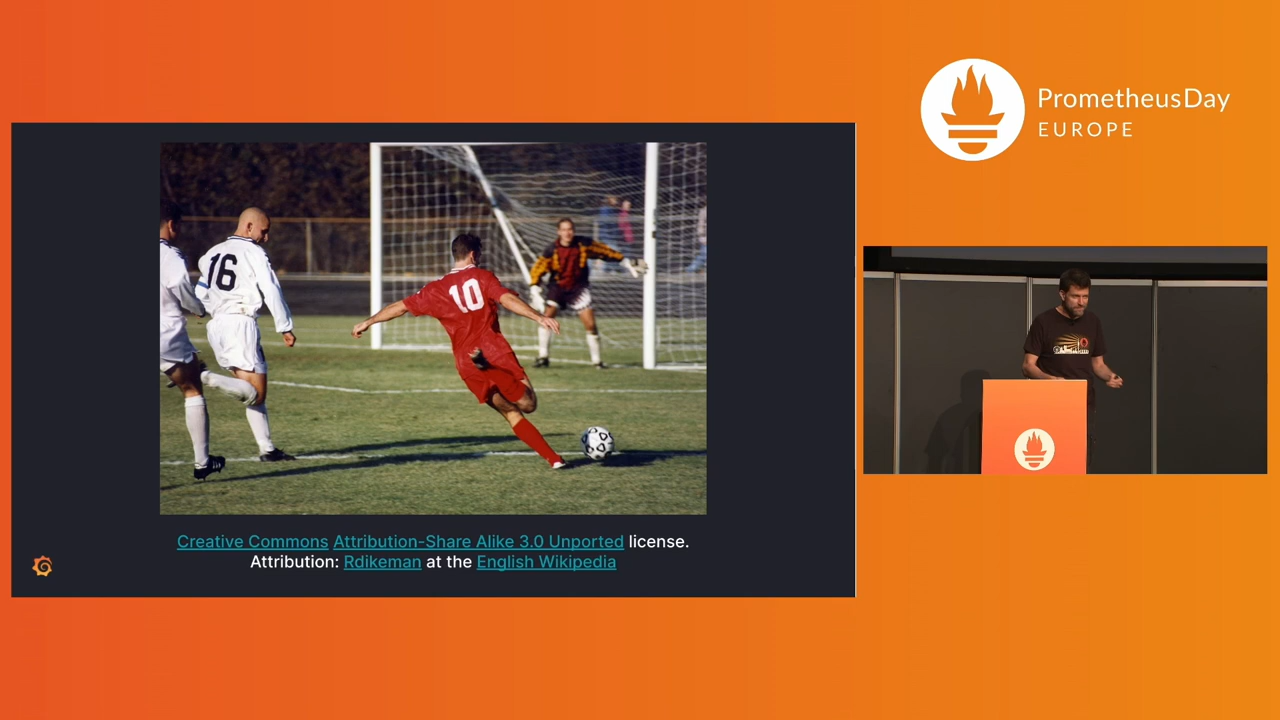 PrometheusDay
EUROPE
16
10
Creative Commons Attribution-Share Alike 3.0 Unported license.
Attribution: Rdikeman at the English Wikipedia